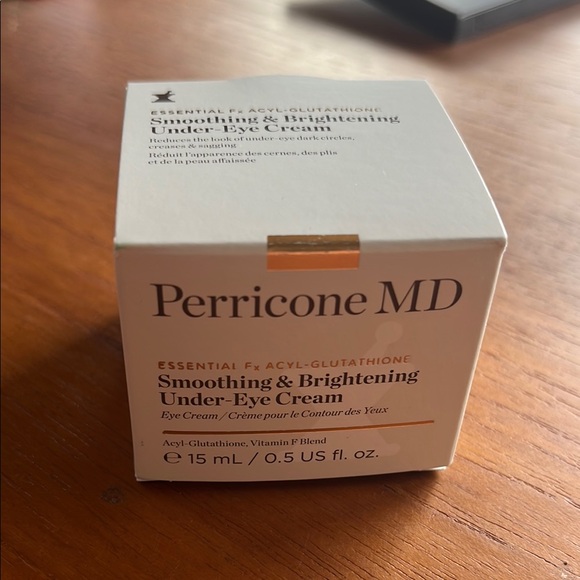 ESSENTIAL Fx ACYL-GLUTATHIONE
Smoothing & Brightening
Under-Eye Cream
Reduces the look of under-eye dark circles,
creases & sagging
Réduit l'apparence des cernes, des plis
et de la peau affaissée
Perricone MD
ESSENTIAL Fx ACYL-GLUTATHIONE
Smoothing & Brightening
Under-Eye Cream
Eye Cream / Crème pour le Contour des Yeux
Acyl-Glutathione, Vitamin F Blend
℮ 15 mL / 0.5 US fl. oz.